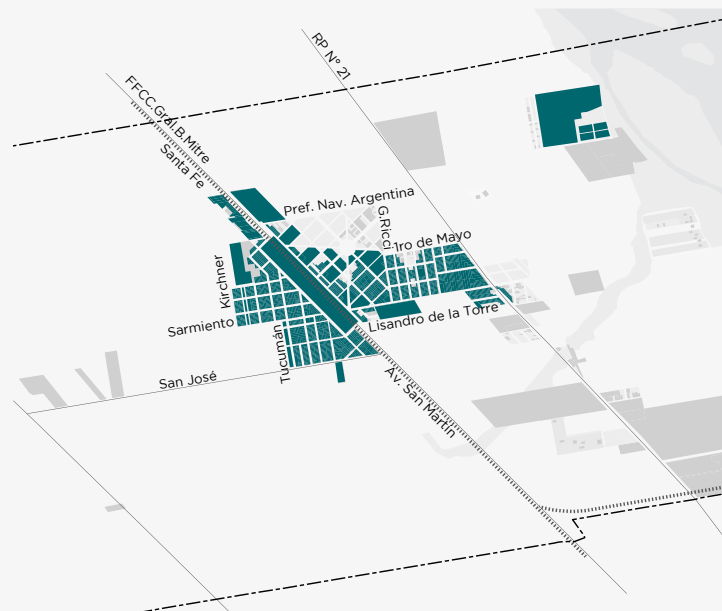 RP N° 21
FFCC.Gral.B.Mitre
Santa Fe
Pref. Nav. Argentina
G.Ricci
1ro de Mayo
Kirchner
Sarmiento
Lisandro de la Torre
Tucumán
San José
Av. San Martín